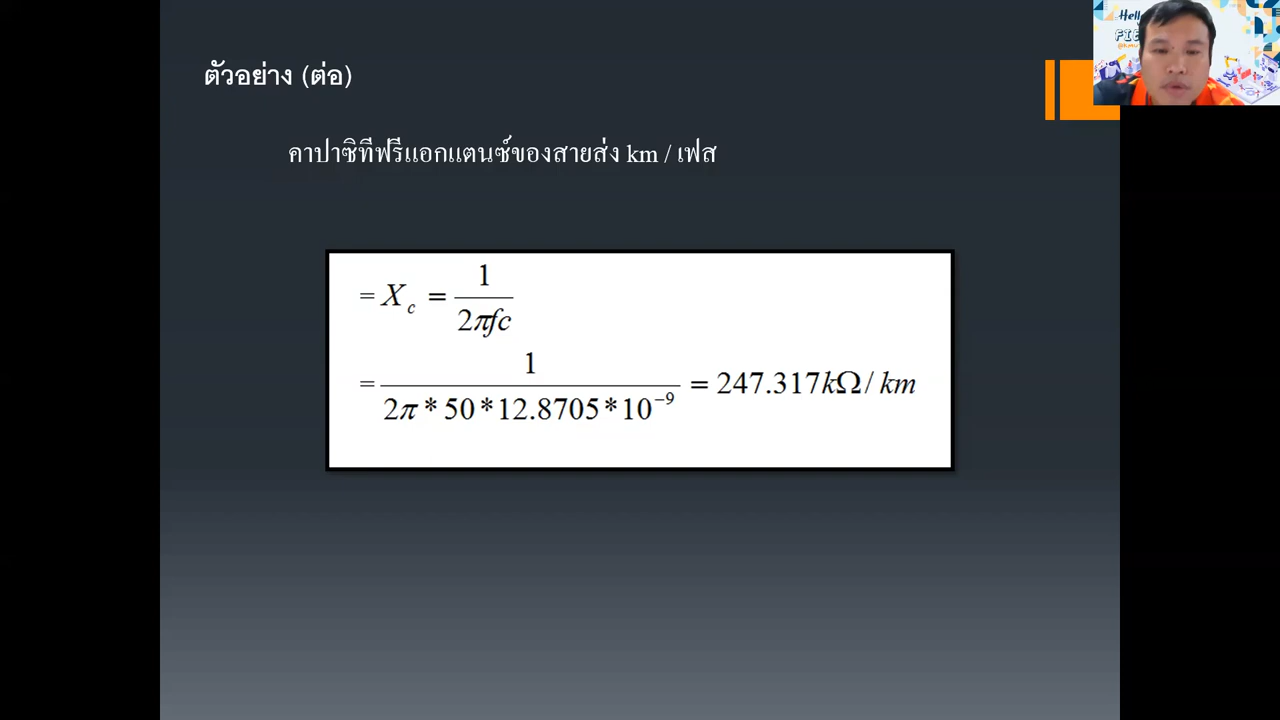 ตัวอย่าง (ต่อ)
คาปาซิทีฟรีแอกแตนซ์ของสายส่ง km / เฟส
= X_c = 1 / 2πfc
= 1 / 2π * 50 * 12.8705 * 10^-9 = 247.317kΩ / km